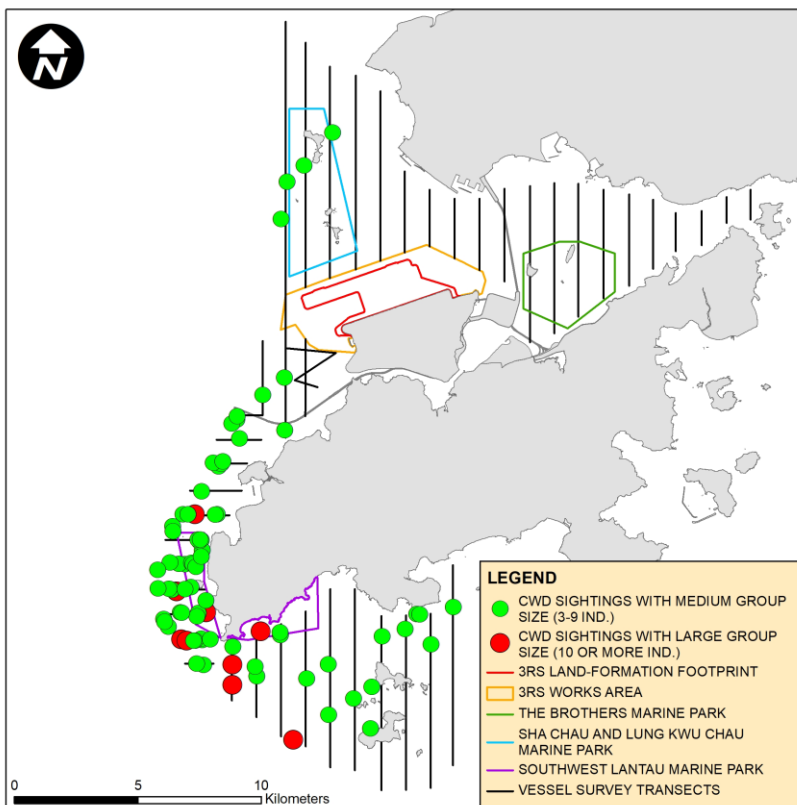 N
LEGEND
CWD SIGHTINGS WITH MEDIUM GROUP
SIZE (3-9 IND.)
CWD SIGHTINGS WITH LARGE GROUP
SIZE (10 OR MORE IND.)
3RS LAND-FORMATION FOOTPRINT
3RS WORKS AREA
THE BROTHERS MARINE PARK
SHA CHAU AND LUNG KWU CHAU
MARINE PARK
SOUTHWEST LANTAU MARINE PARK
VESSEL SURVEY TRANSECTS
0 5 10
Kilometers